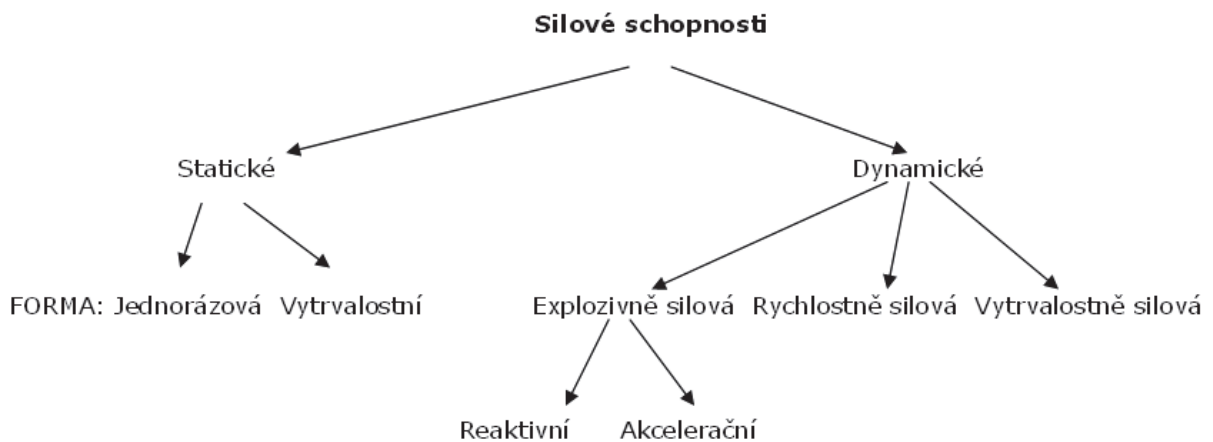 Silové schopnosti
Statické Dynamické
FORMA: Jednorázová Vytrvalostní Explozivně silová Rychlostně silová Vytrvalostně silová
Reaktivní Akcelerační